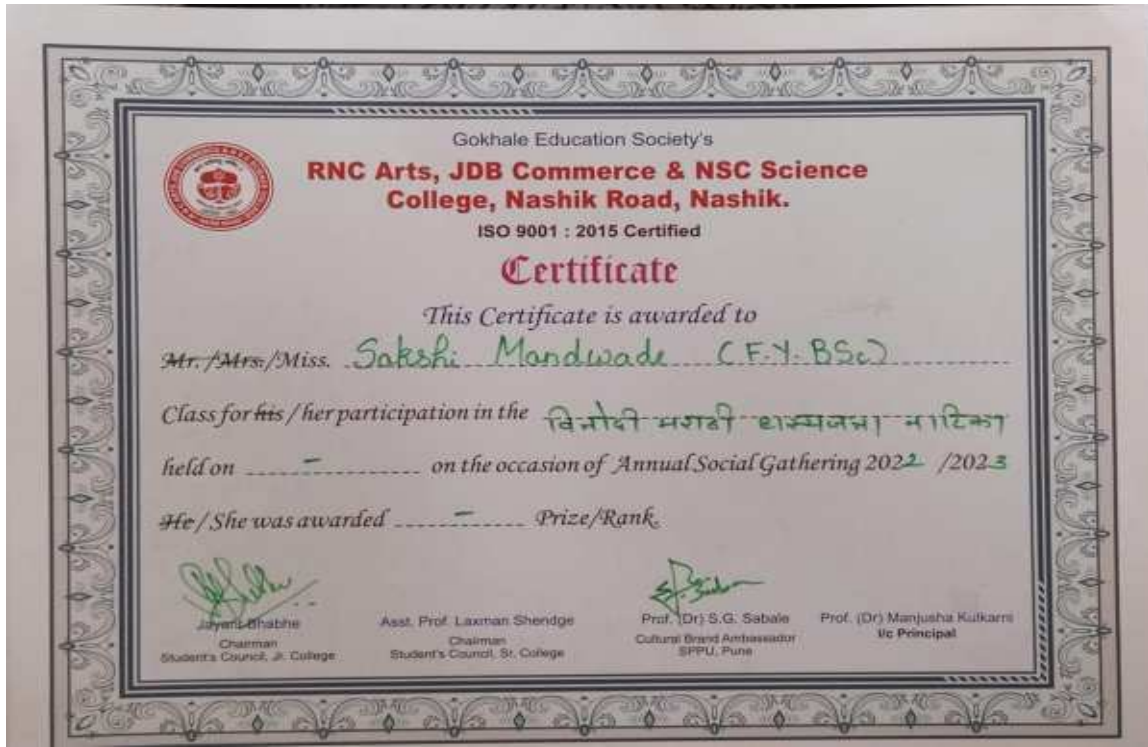 Gokhale Education Society's
RNC Arts, JDB Commerce & NSC Science
College, Nashik Road, Nashik.
ISO 9001 : 2015 Certified
Certificate
This Certificate is awarded to
Mr./Mrs./Miss. Sakshi Mandwade (F.Y.BSc)
Class for his / her participation in the विनोदी मराठी नाटिका
held on - on the occasion of Annual Social Gathering 2022 /2023
He / She was awarded - Prize/Rank.
Jayant Bhabhe Asst. Prof. Laxman Shendge Prof. (Dr) S.G. Sabale Prof. (Dr) Manjusha Kulkarni
Chairman Chairman Cultural Brand Ambassador I/c Principal
Student's Council, Jr. College Student's Council, Sr. College SPPU, Pune